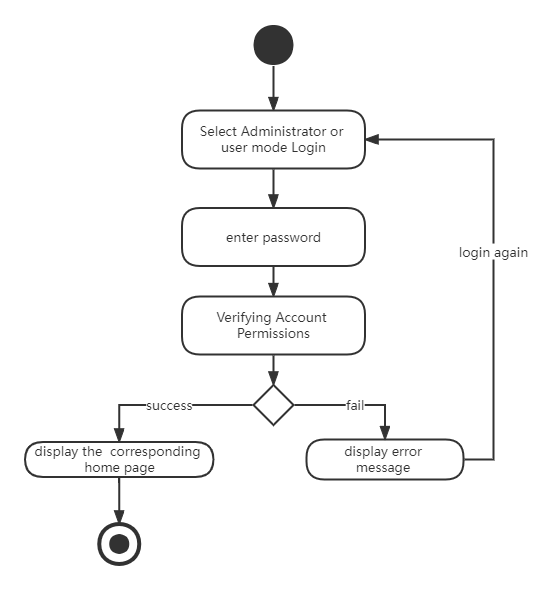 Select Administrator or
user mode Login
enter password
login again
Verifying Account
Permissions
success
fail
display the corresponding
home page
display error
message